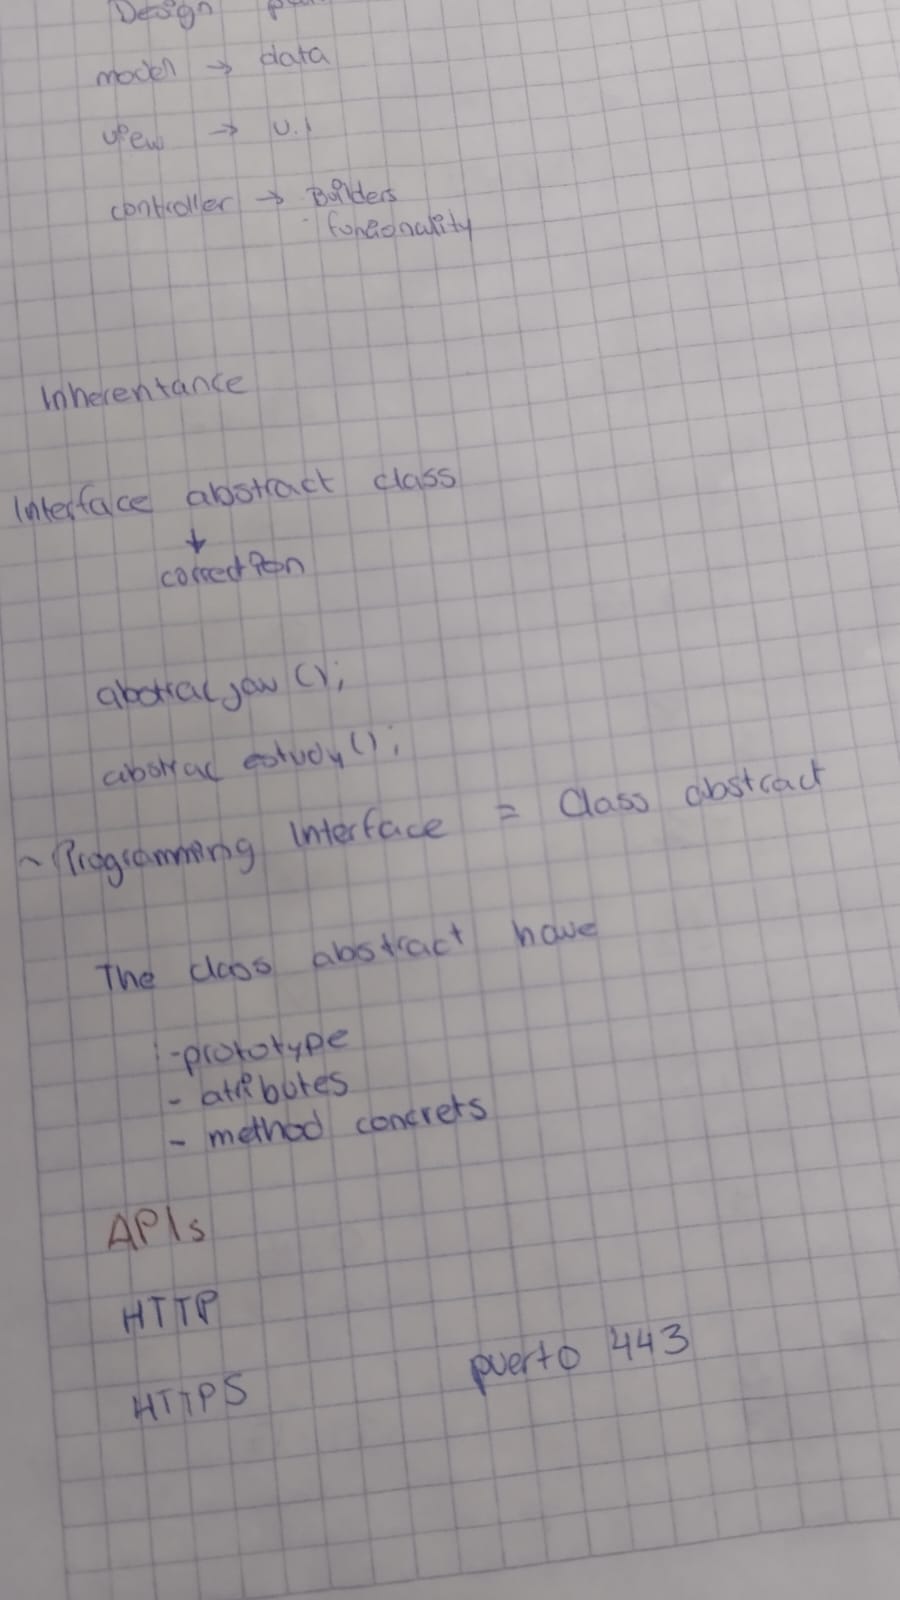 Design
model → data
view → U.I
controller → Builders
funcionality
Inherentance
Interface abstract class
↓
correction
abstrac jaw ();
abstrac estudy();
~ Programming Interface = Class abstract
The class abstract have
- prototype
- atributes
- method concrets
APIs
HTTP
HTTPS puerto 443